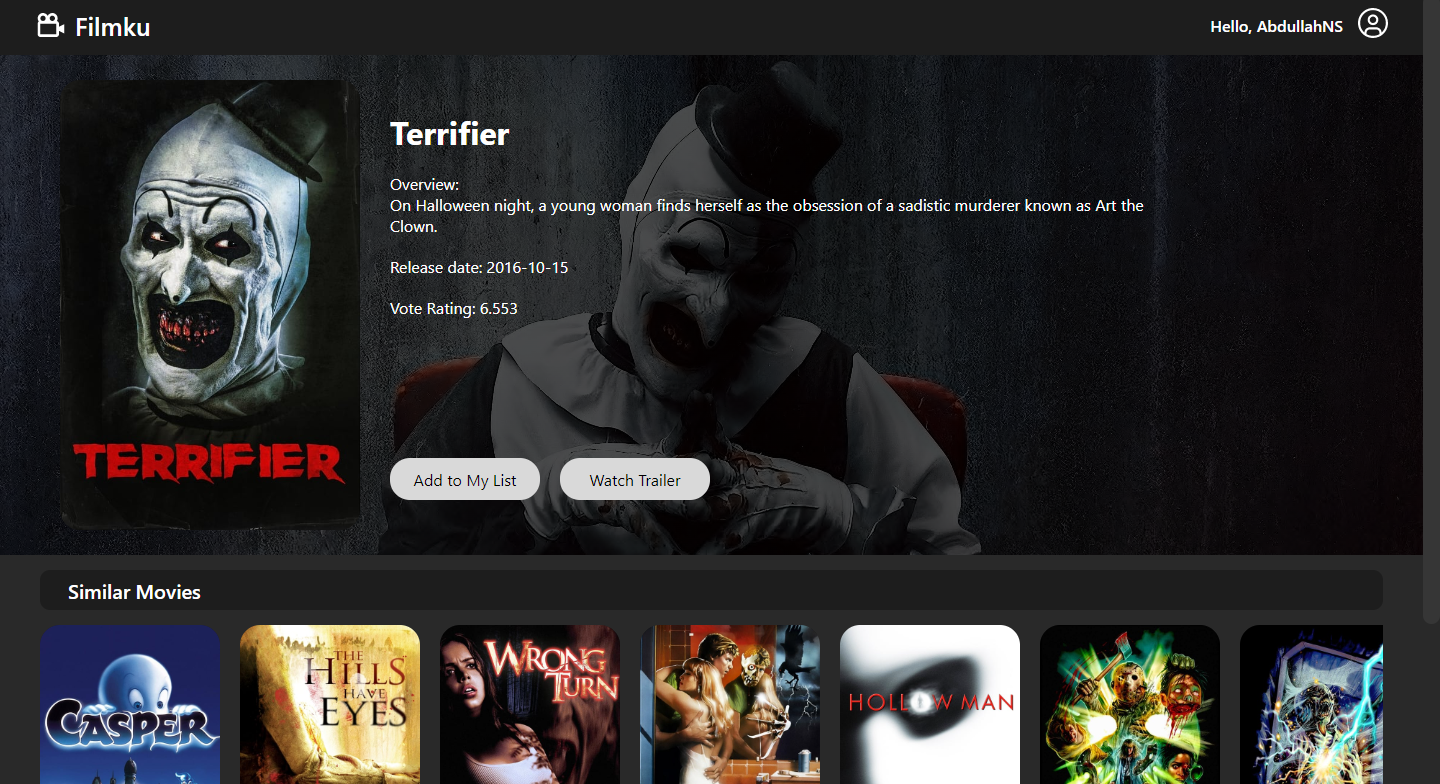 Filmku
Hello, AbdullahNS
TERRIFIER
Terrifier
Overview:
On Halloween night, a young woman finds herself as the obsession of a sadistic murderer known as Art the
Clown.
Release date: 2016-10-15
Vote Rating: 6.553
Add to My List
Watch Trailer
Similar Movies
CASPER
THE
HILLS
HAVE
EYES
WRONG
TURN
HOLLOW MAN